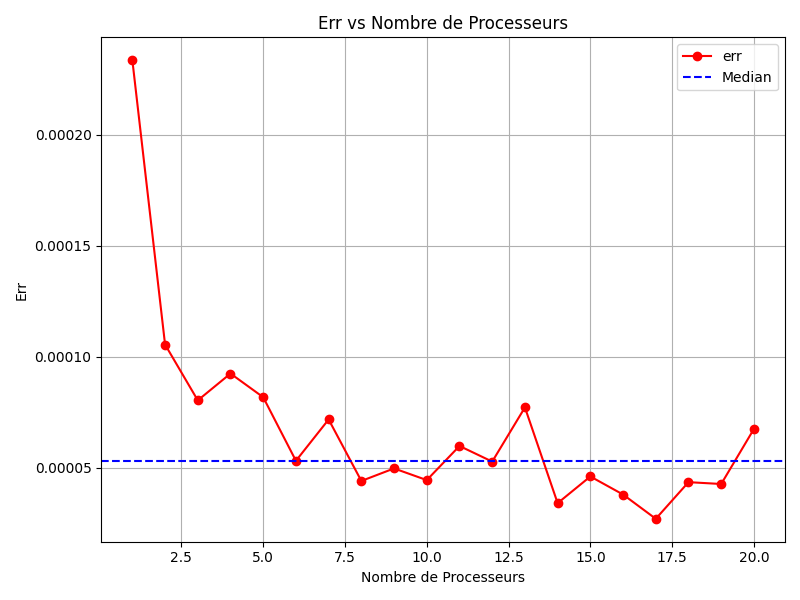 Err vs Nombre de Processeurs
err
Median
0.00020
0.00015
0.00010
0.00005
Err
2.5 5.0 7.5 10.0 12.5 15.0 17.5 20.0
Nombre de Processeurs